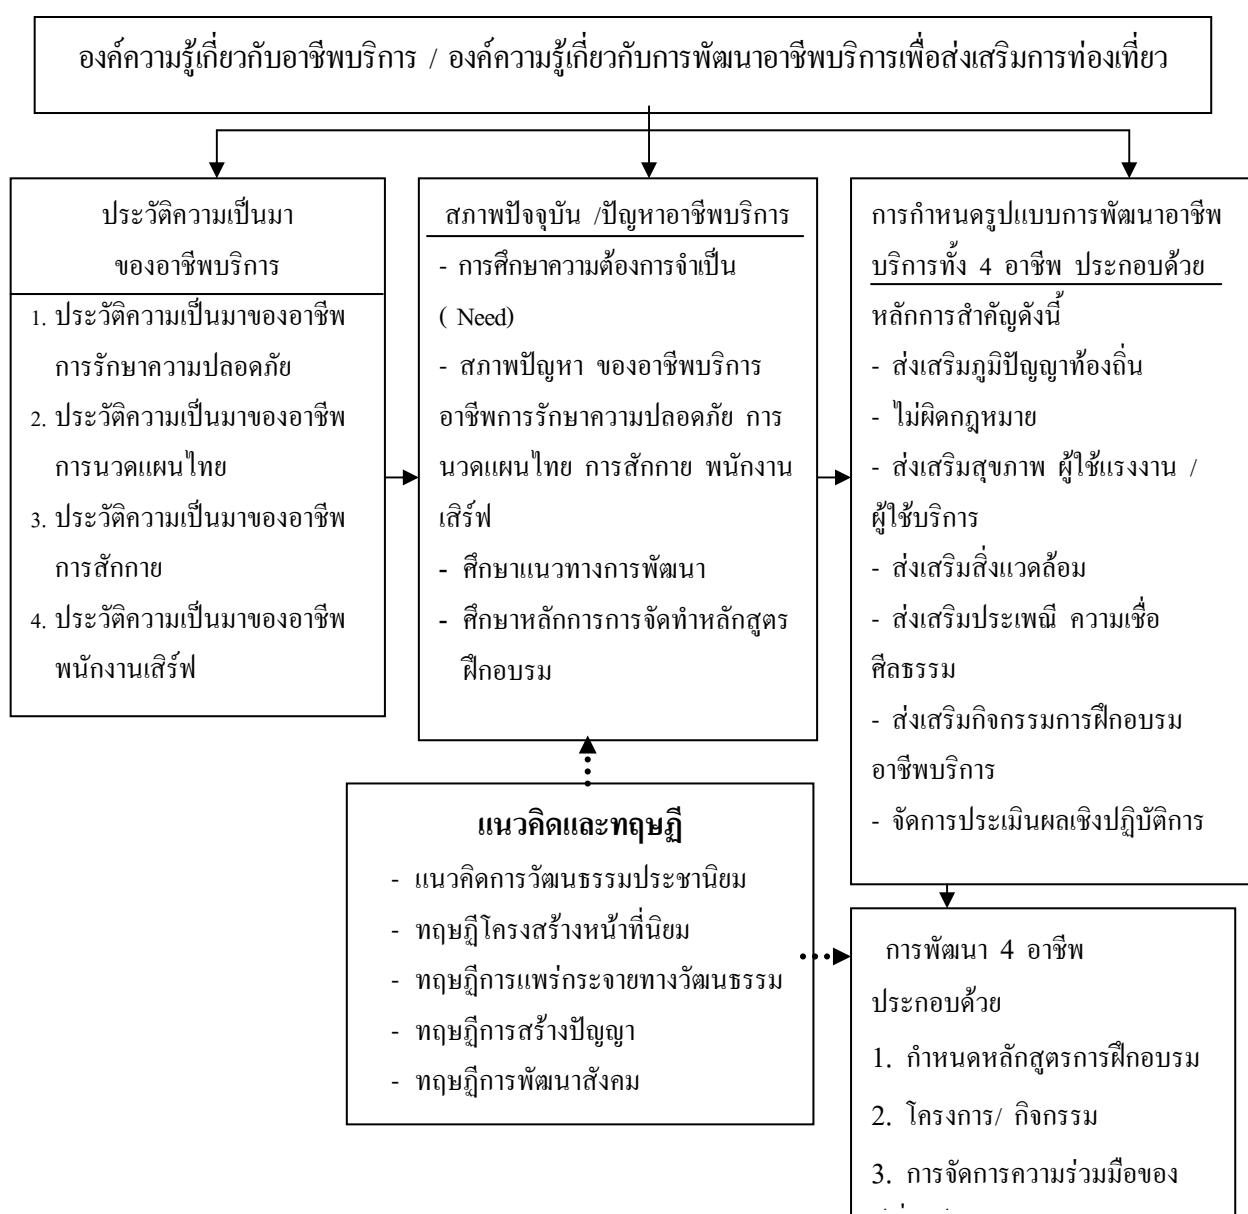 องค์ความรู้เกี่ยวกับอาชีพบริการ / องค์ความรู้เกี่ยวกับการพัฒนาอาชีพบริการเพื่อส่งเสริมการท่องเที่ยว
ประวัติความเป็นมา
ของอาชีพบริการ
1. ประวัติความเป็นมาของอาชีพ
การรักษาความปลอดภัย
2. ประวัติความเป็นมาของอาชีพ
การนวดแผนไทย
3. ประวัติความเป็นมาของอาชีพ
การสักกาย
4. ประวัติความเป็นมาของอาชีพ
พนักงานเสิร์ฟ
สภาพปัจจุบัน /ปัญหาอาชีพบริการ
- การศึกษาความต้องการจำเป็น
( Need)
- สภาพปัญหา ของอาชีพบริการ
อาชีพการรักษาความปลอดภัย การ
นวดแผนไทย การสักกาย พนักงาน
เสิร์ฟ
- ศึกษาแนวทางการพัฒนา
- ศึกษาหลักการการจัดทำหลักสูตร
ฝึกอบรม
การกำหนดรูปแบบการพัฒนาอาชีพ
บริการทั้ง 4 อาชีพ ประกอบด้วย
หลักการสำคัญดังนี้
- ส่งเสริมภูมิปัญญาท้องถิ่น
- ไม่ผิดกฎหมาย
- ส่งเสริมสุขภาพ ผู้ใช้แรงงาน /
ผู้ใช้บริการ
- ส่งเสริมสิ่งแวดล้อม
- ส่งเสริมประเพณี ความเชื่อ
ศีลธรรม
- ส่งเสริมกิจกรรมการฝึกอบรม
อาชีพบริการ
- จัดการประเมินผลเชิงปฏิบัติการ
แนวคิดและทฤษฏี
- แนวคิดการวัฒนธรรมประชานิยม
- ทฤษฏีโครงสร้างหน้าที่นิยม
- ทฤษฏีการแพร่กระจายทางวัฒนธรรม
- ทฤษฏีการสร้างปัญญา
- ทฤษฏีการพัฒนาสังคม
การพัฒนา 4 อาชีพ
ประกอบด้วย
1. กำหนดหลักสูตรการฝึกอบรม
2. โครงการ/ กิจกรรม
3. การจัดการความร่วมมือของ